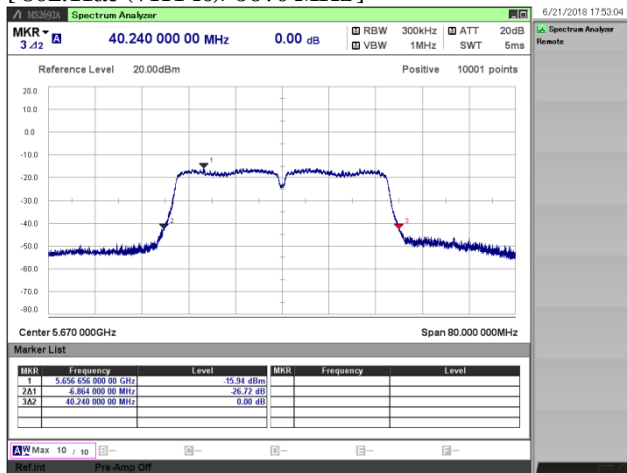 MS2692A Spectrum Analyzer
6/21/2018 17:53:04
MKR 3Δ2 A 40.240 000 00 MHz 0.00 dB
RBW 300kHz ATT 20dB
VBW 1MHz SWT 5ms
Spectrum Analyzer
Remote
Reference Level 20.00dBm Positive 10001 points
20.0
10.0
0.0
-10.0
-20.0
-30.0
-40.0
-50.0
-60.0
-70.0
-80.0
1
2
3
Center 5.670 000GHz Span 80.000 000MHz
Marker List
MKR Frequency Level MKR Frequency Level
1 5.656 656 000 00 GHz -15.94 dBm
2Δ1 -6.864 000 00 MHz -26.72 dB
3Δ2 40.240 000 00 MHz 0.00 dB
A W Max 10 / 10 B-- C-- D-- E-- F--
Ref.Int Pre-Amp Off